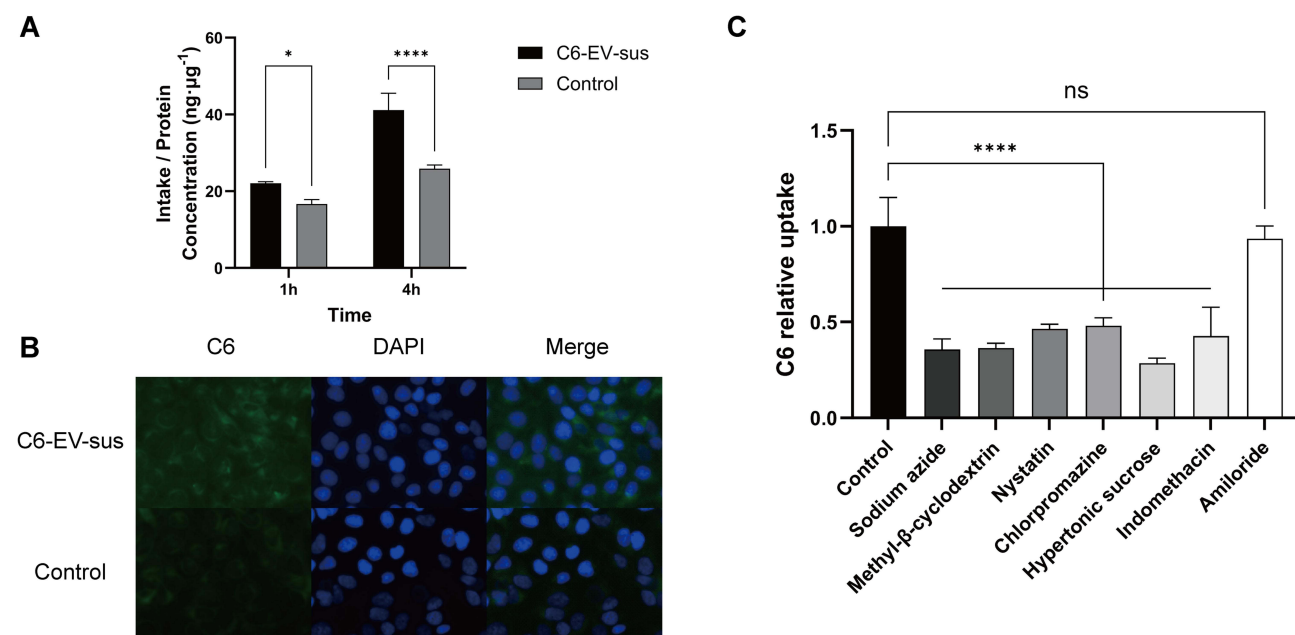 A
Intake / Protein
Concentration (ng·μg⁻¹)
60
40
20
0
*
****
C6-EV-sus
Control
1h
4h
Time
B
C6
DAPI
Merge
C6-EV-sus
Control
C
ns
****
C6 relative uptake
1.5
1.0
0.5
0.0
Control
Sodium azide
Methyl-β-cyclodextrin
Nystatin
Chlorpromazine
Hypertonic sucrose
Indomethacin
Amiloride